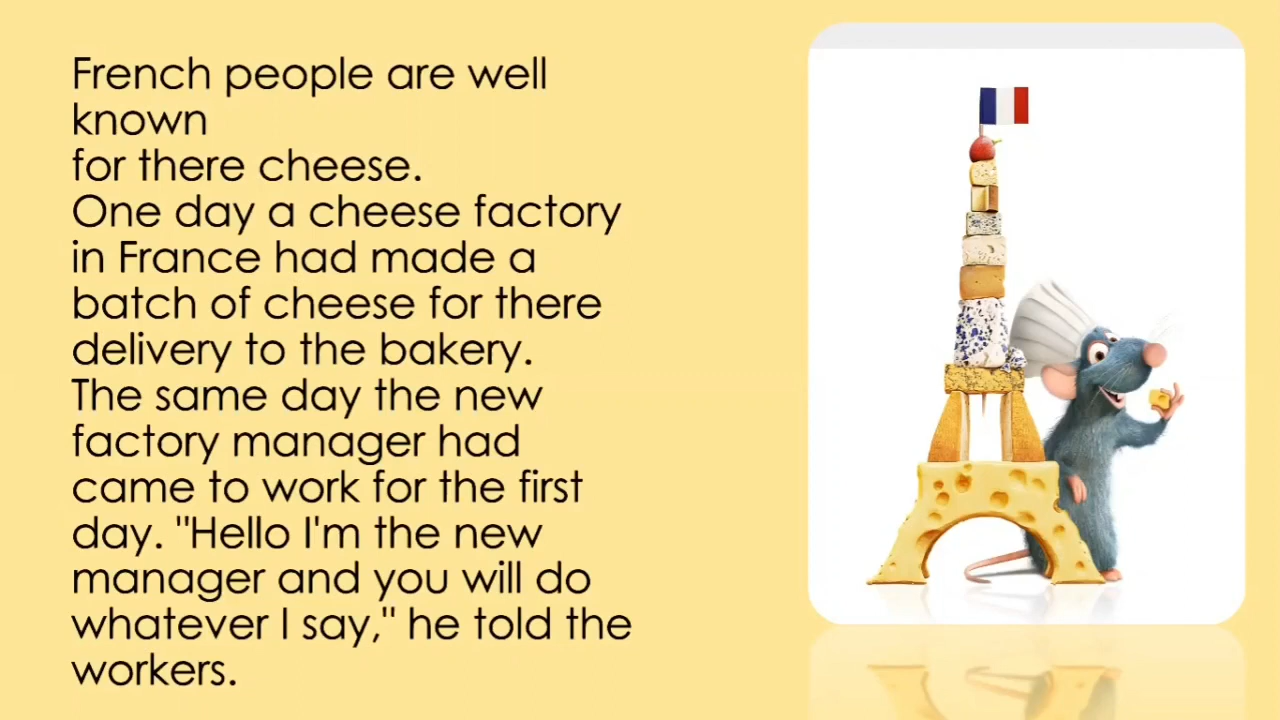 French people are well
known
for there cheese.
One day a cheese factory
in France had made a
batch of cheese for there
delivery to the bakery.
The same day the new
factory manager had
came to work for the first
day. "Hello I'm the new
manager and you will do
whatever I say," he told the
workers.